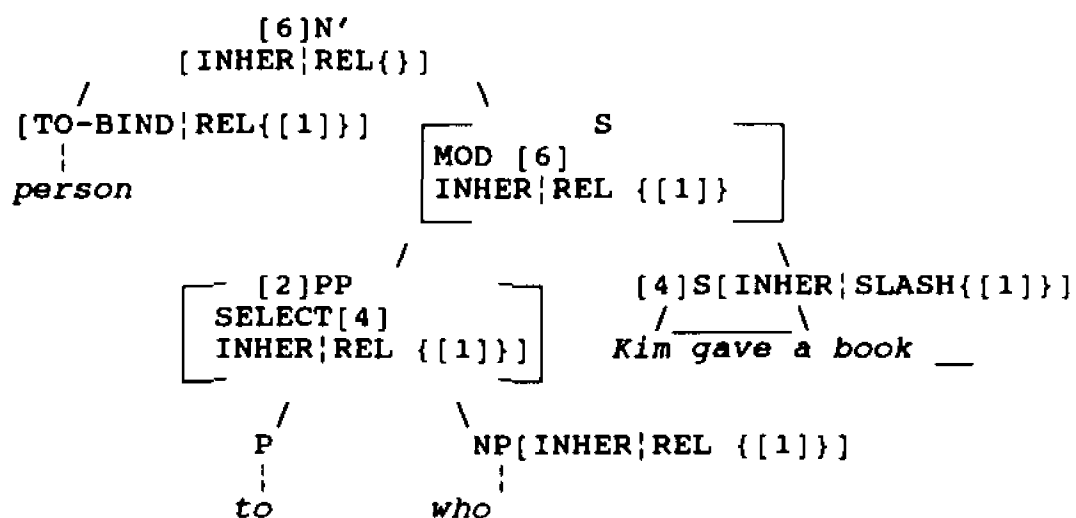 [6]N′
[INHER¦REL{}]
[TO-BIND¦REL{[1]}]
S
person
MOD [6]
INHER¦REL {[1]}
[2]PP
[4]S[INHER¦SLASH{[1]}]
SELECT[4]
INHER¦REL {[1]}]
Kim gave a book __
P
NP[INHER¦REL {[1]}]
to
who